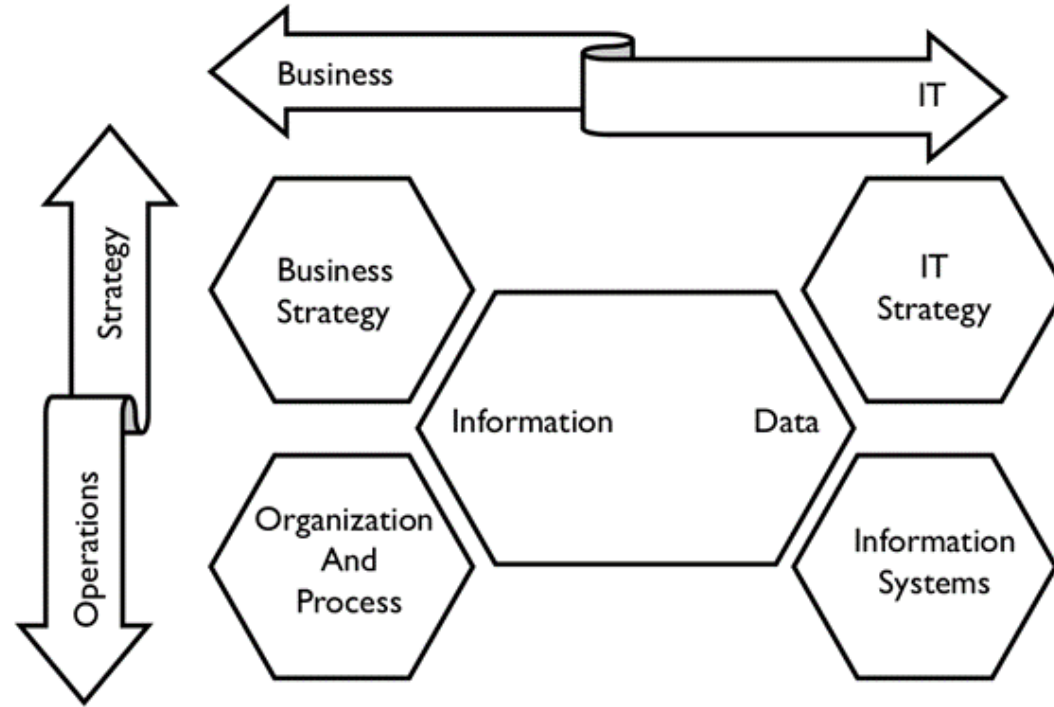 Business
IT
Strategy
Operations
Business
Strategy
IT
Strategy
Information
Data
Organization
And
Process
Information
Systems